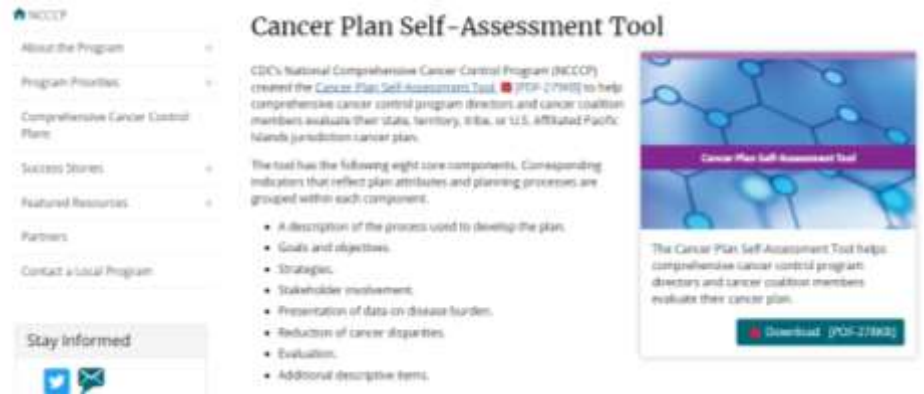 NCCCP
About the Program
Program Priorities
Comprehensive Cancer Control
Plans
Success Stories
Featured Resources
Partners
Contact a Local Program
Stay Informed
Cancer Plan Self-Assessment Tool
CDC's National Comprehensive Cancer Control Program (NCCCP)
created the Cancer Plan Self-Assessment Tool [PDF-278KB] to help
comprehensive cancer control program directors and cancer coalition
members evaluate their state, territory, tribe, or U.S. Affiliated Pacific
Islands jurisdiction cancer plan.
The tool has the following eight core components. Corresponding
indicators that reflect plan attributes and planning processes are
grouped within each component.
• A description of the process used to develop the plan.
• Goals and objectives.
• Strategies.
• Stakeholder involvement.
• Presentation of data on disease burden.
• Reduction of cancer disparities.
• Evaluation.
• Additional descriptive items.
Cancer Plan Self-Assessment Tool
The Cancer Plan Self-Assessment Tool helps
comprehensive cancer control program
directors and cancer coalition members
evaluate their cancer plan.
Download [PDF-278KB]